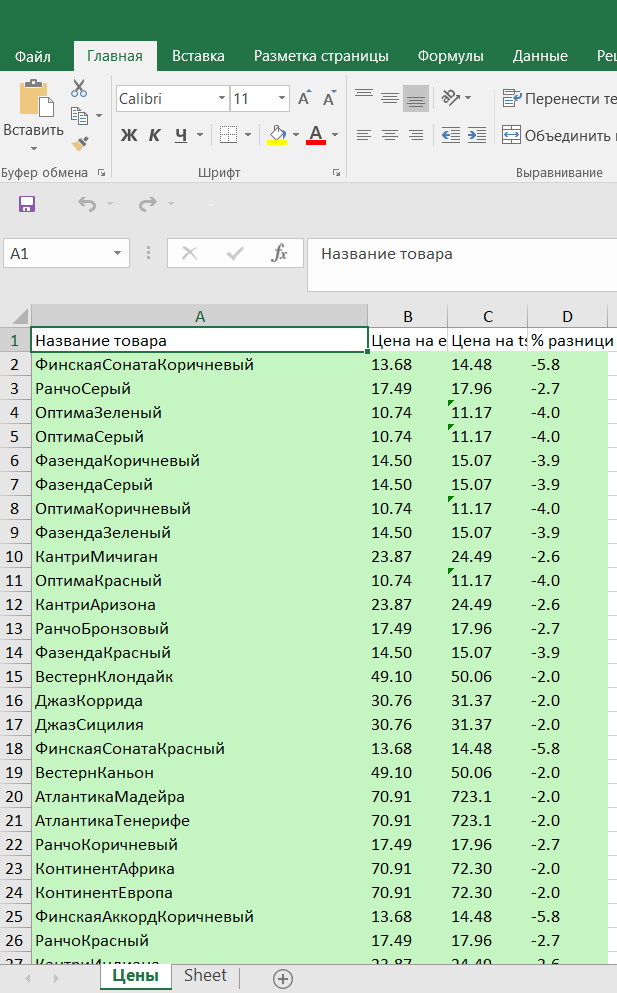 Файл Главная Вставка Разметка страницы Формулы Данные
Calibri 11 Перенести те
Вставить Ж К Ч А Объединить
Буфер обмена Шрифт Выравнивание
A1 fx Название товара
A B C D
1 Название товара Цена на e Цена на ts % разници
2 ФинскаяСонатаКоричневый 13.68 14.48 -5.8
3 РанчоСерый 17.49 17.96 -2.7
4 ОптимаЗеленый 10.74 11.17 -4.0
5 ОптимаСерый 10.74 11.17 -4.0
6 ФазендаКоричневый 14.50 15.07 -3.9
7 ФазендаСерый 14.50 15.07 -3.9
8 ОптимаКоричневый 10.74 11.17 -4.0
9 ФазендаЗеленый 14.50 15.07 -3.9
10 КантриМичиган 23.87 24.49 -2.6
11 ОптимаКрасный 10.74 11.17 -4.0
12 КантриАризона 23.87 24.49 -2.6
13 РанчоБронзовый 17.49 17.96 -2.7
14 ФазендаКрасный 14.50 15.07 -3.9
15 ВестернКлондайк 49.10 50.06 -2.0
16 ДжазКоррида 30.76 31.37 -2.0
17 ДжазСицилия 30.76 31.37 -2.0
18 ФинскаяСонатаКрасный 13.68 14.48 -5.8
19 ВестернКаньон 49.10 50.06 -2.0
20 АтлантикаМадейра 70.91 723.1 -2.0
21 АтлантикаТенерифе 70.91 723.1 -2.0
22 РанчоКоричневый 17.49 17.96 -2.7
23 КонтинентАфрика 70.91 72.30 -2.0
24 КонтинентЕвропа 70.91 72.30 -2.0
25 ФинскаяАккордКоричневый 13.68 14.48 -5.8
26 РанчоКрасный 17.49 17.96 -2.7
27 КантриИндиана 23.87 24.49 -2.6
Цены Sheet